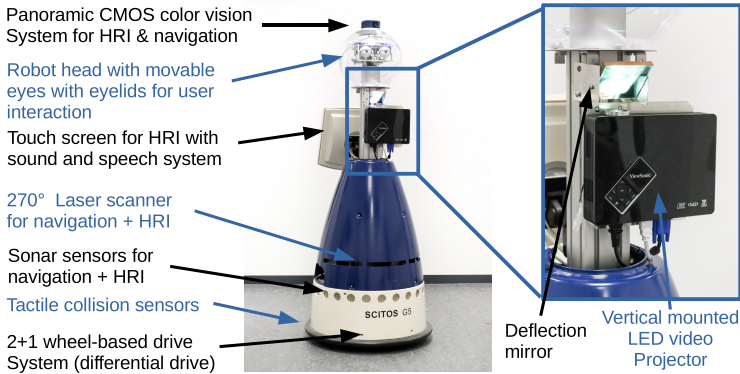 Panoramic CMOS color vision
System for HRI & navigation
Robot head with movable
eyes with eyelids for user
interaction
Touch screen for HRI with
sound and speech system
270° Laser scanner
for navigation + HRI
Sonar sensors for
navigation + HRI
Tactile collision sensors
2+1 wheel-based drive
System (differential drive)
SCITOS G5
ViewSonic
Deflection
mirror
Vertical mounted
LED video
Projector